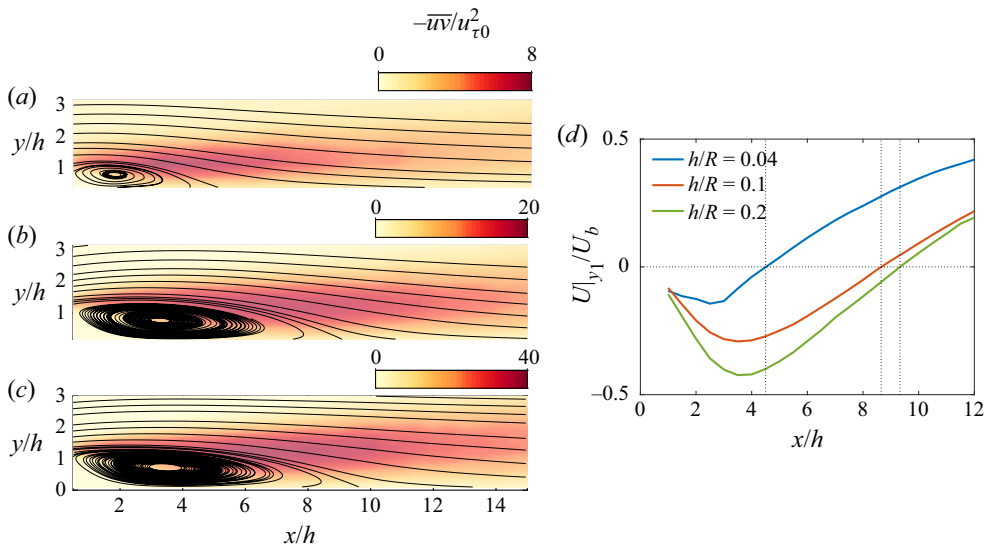 −uv/u²τ0
0 8
(a)
3
2
1
y/h
0 20
(b)
3
2
1
y/h
0 40
(c)
3
2
1
0
y/h
2 4 6 8 10 12 14
x/h
(d)
0.5
0
−0.5
U|y1/Ub
h/R = 0.04
h/R = 0.1
h/R = 0.2
0 2 4 6 8 10 12
x/h